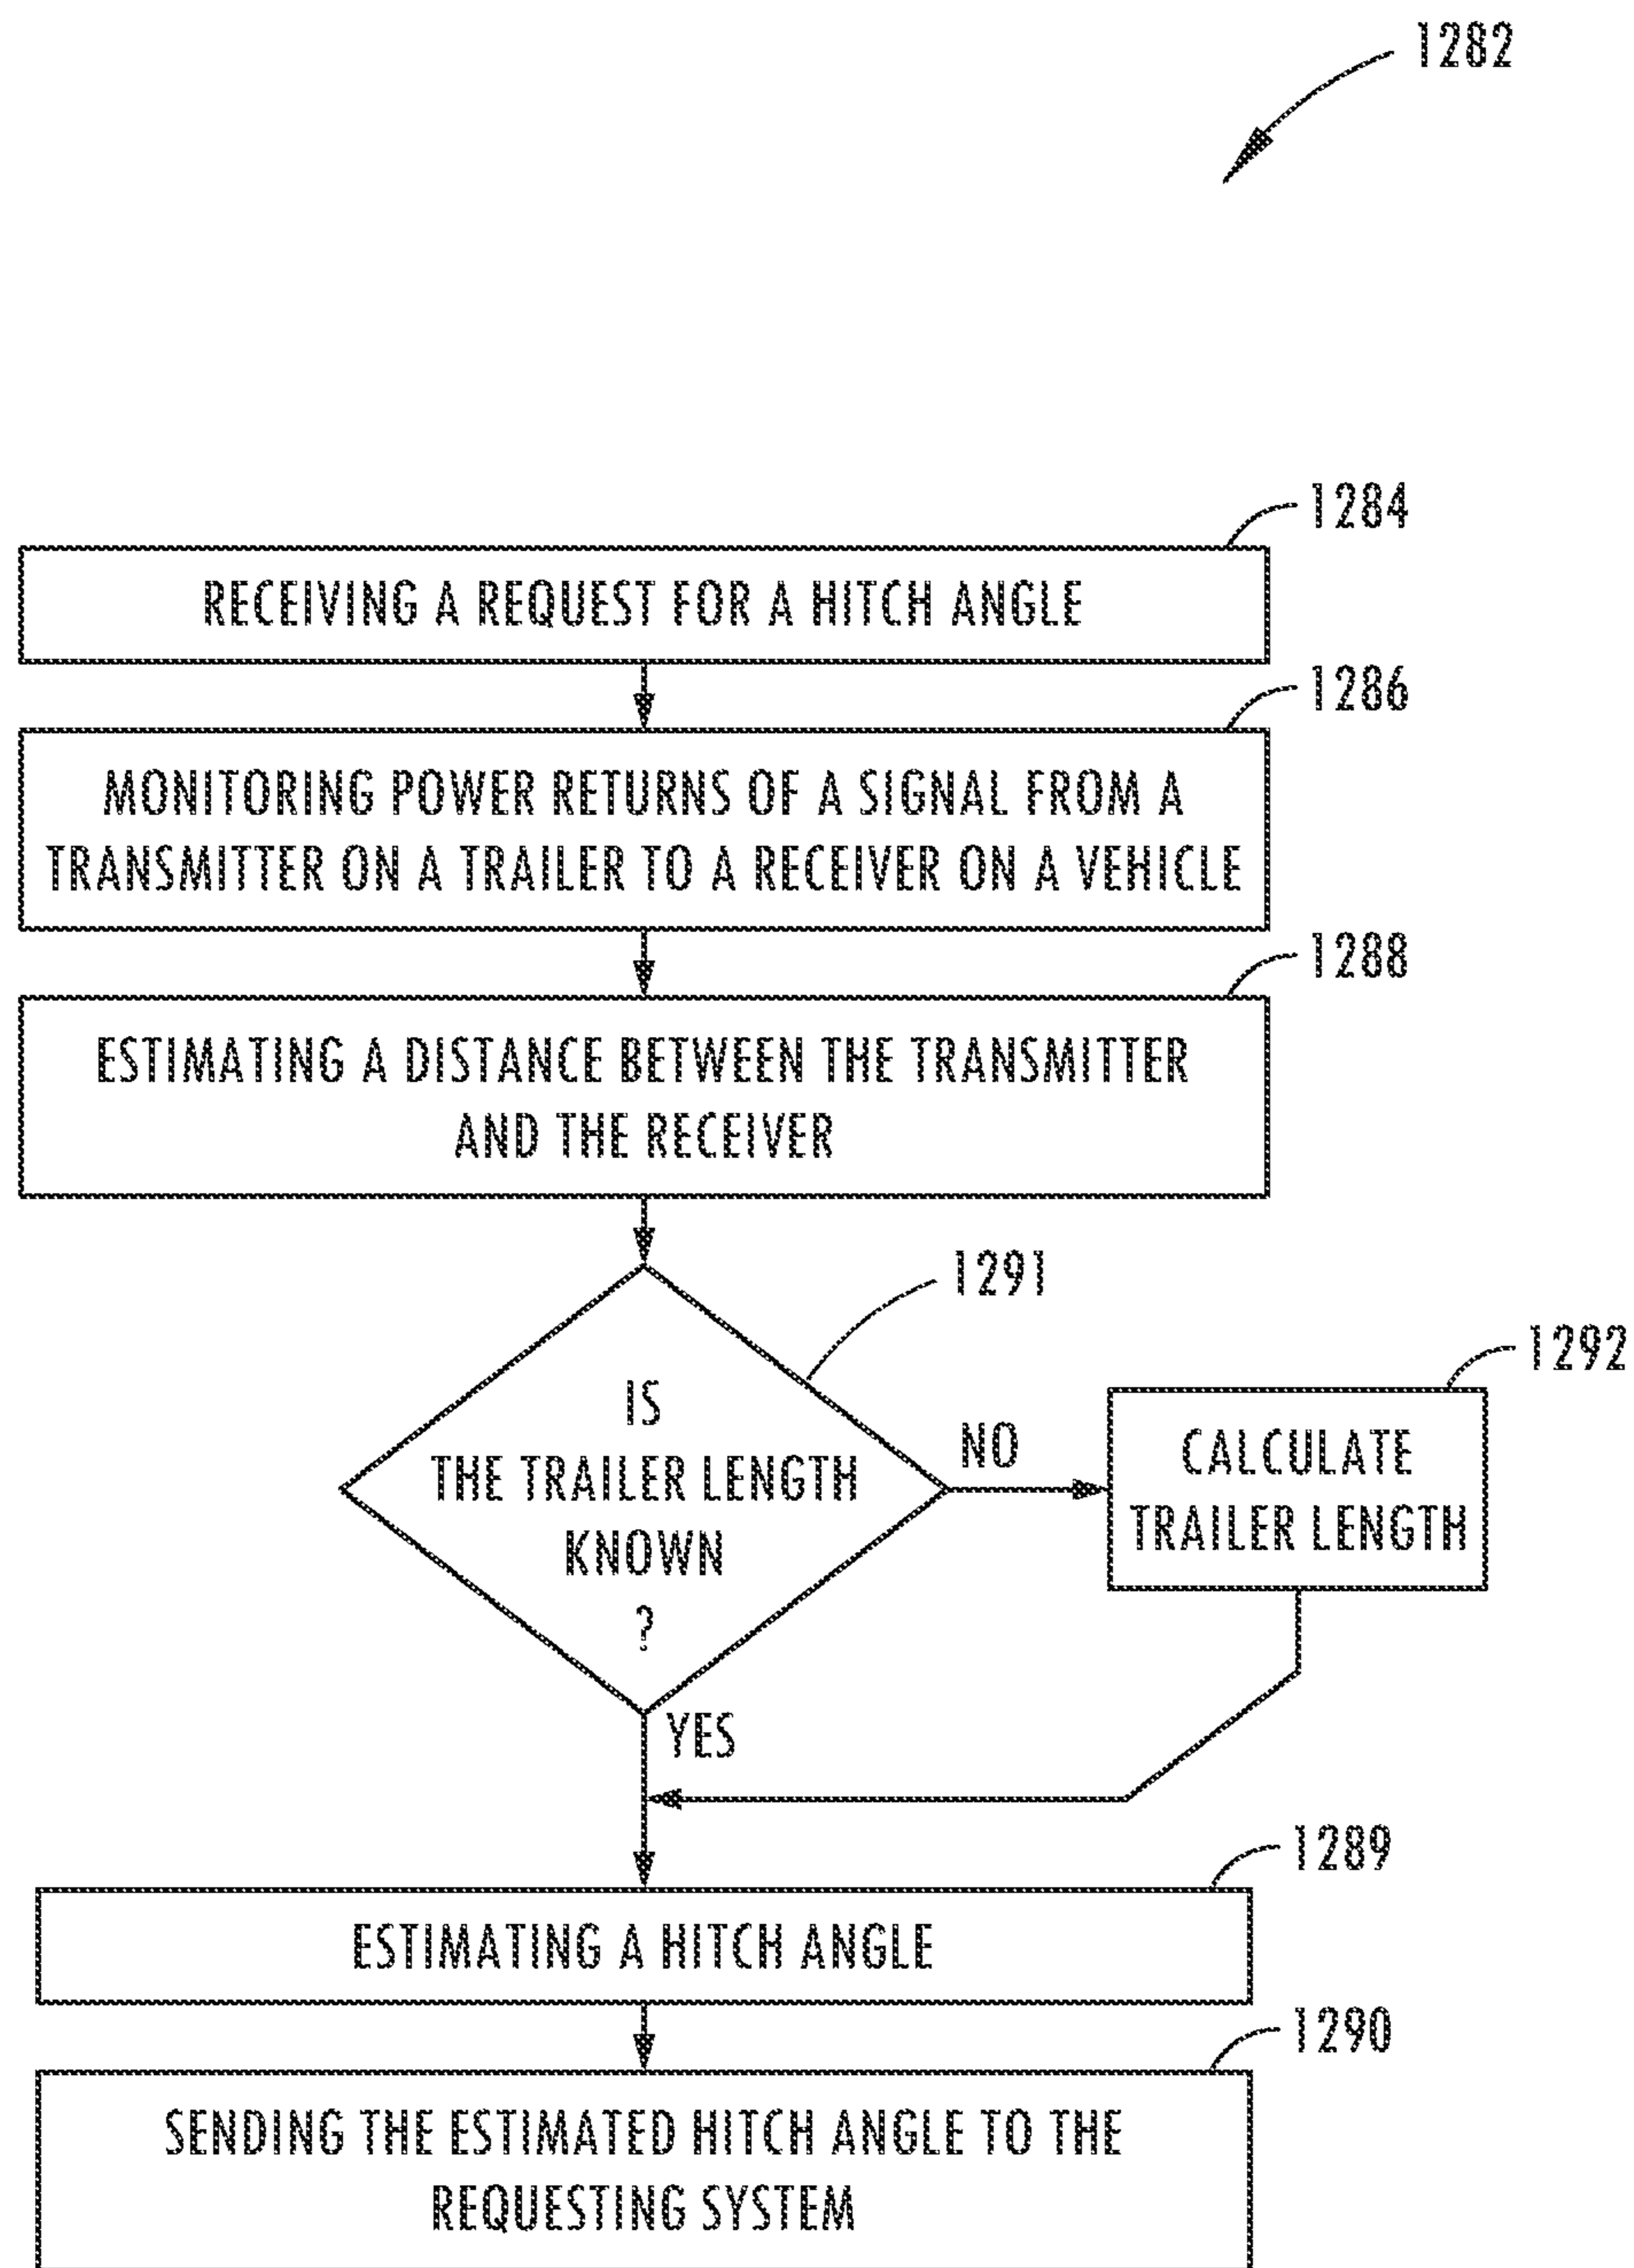 1282
1284
RECEIVING A REQUEST FOR A HITCH ANGLE
1286
MONITORING POWER RETURNS OF A SIGNAL FROM A
TRANSMITTER ON A TRAILER TO A RECEIVER ON A VEHICLE
1288
ESTIMATING A DISTANCE BETWEEN THE TRANSMITTER
AND THE RECEIVER
1291
IS
THE TRAILER LENGTH
KNOWN
?
NO
1292
CALCULATE
TRAILER LENGTH
YES
1289
ESTIMATING A HITCH ANGLE
1290
SENDING THE ESTIMATED HITCH ANGLE TO THE
REQUESTING SYSTEM